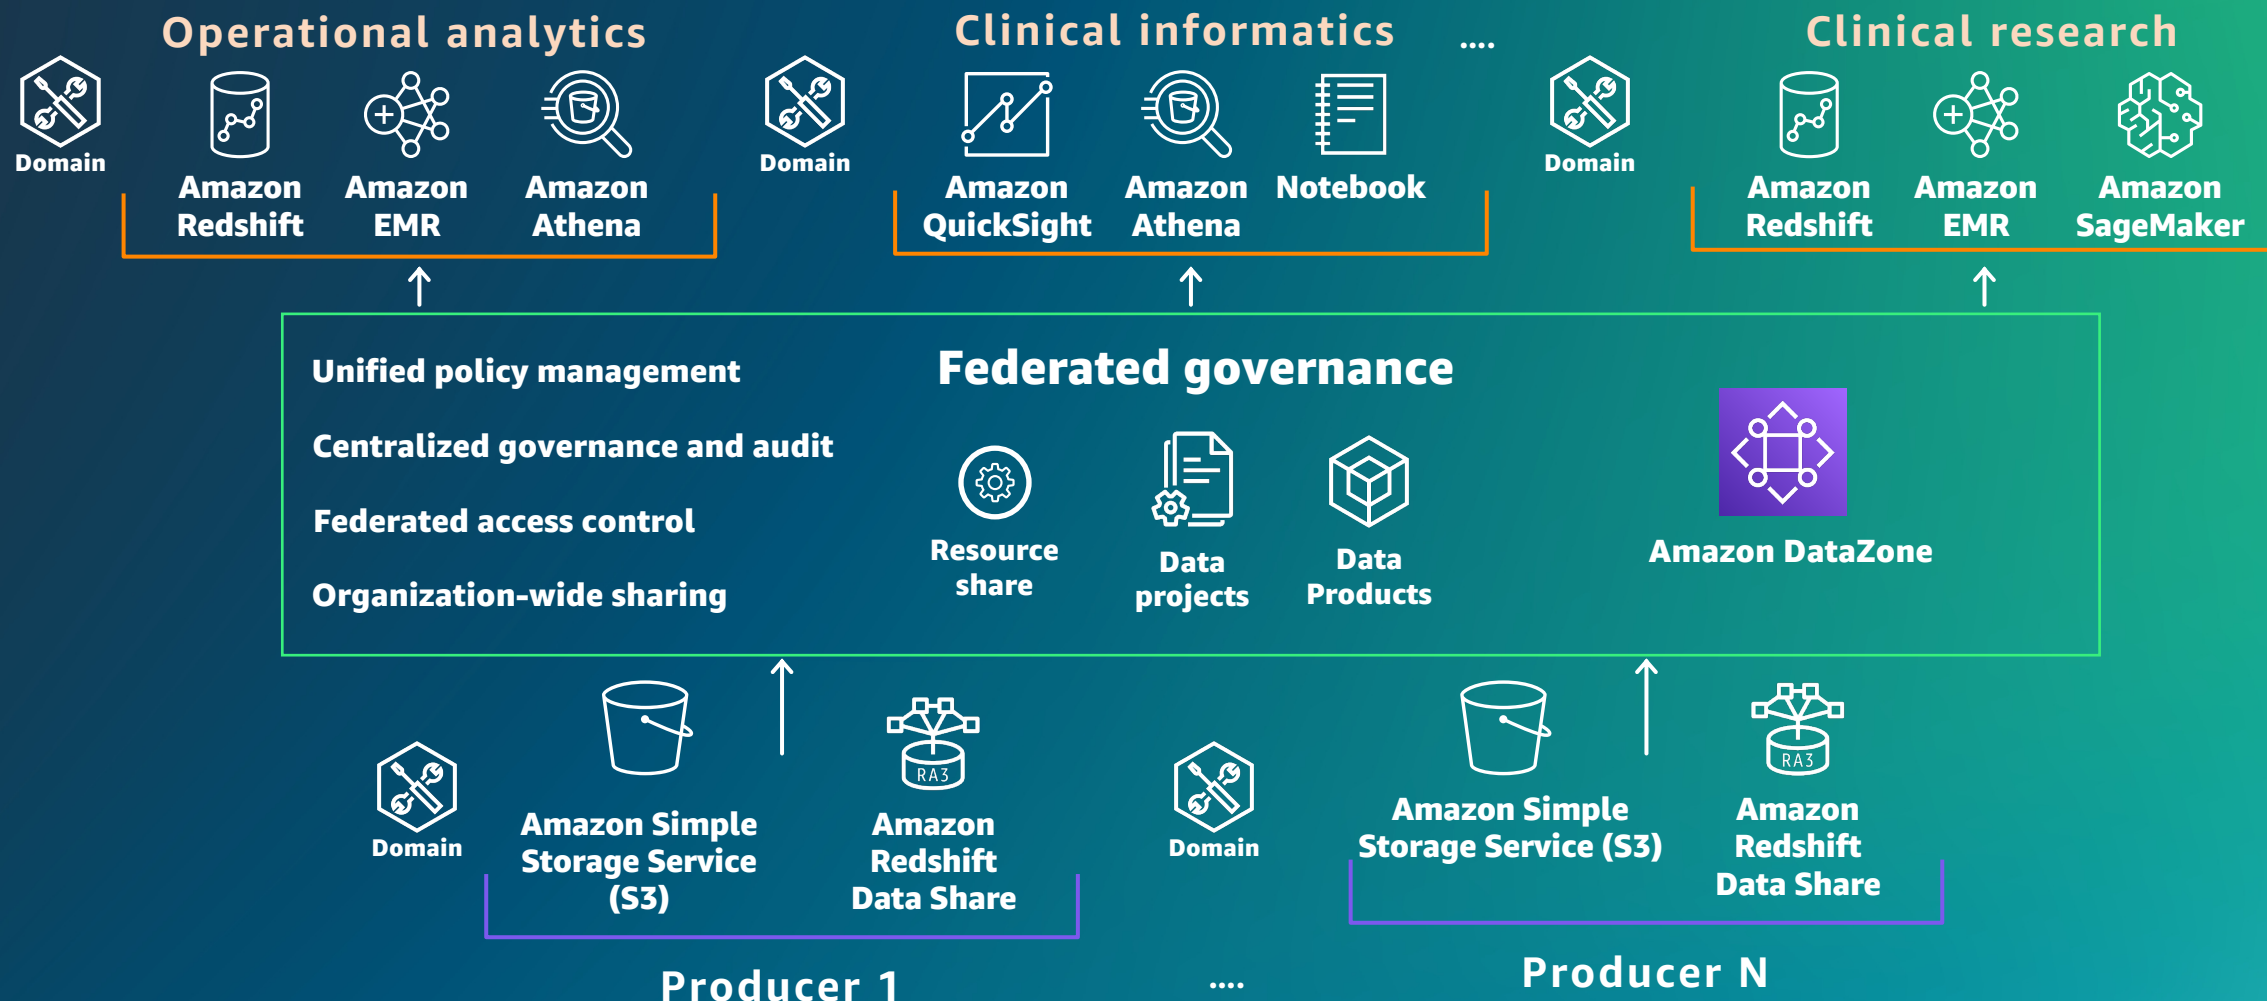 Operational analytics
Clinical informatics
....
Clinical research
Domain
Amazon
Redshift
Amazon
EMR
Amazon
Athena
Domain
Amazon
QuickSight
Amazon
Athena
Notebook
Domain
Amazon
Redshift
Amazon
EMR
Amazon
SageMaker
Federated governance
Unified policy management
Centralized governance and audit
Federated access control
Organization-wide sharing
Resource
share
Data
projects
Data
Products
Amazon DataZone
Domain
Amazon Simple
Storage Service
(S3)
RA3
Amazon
Redshift
Data Share
Domain
Amazon Simple
Storage Service (S3)
RA3
Amazon
Redshift
Data Share
Producer 1
....
Producer N